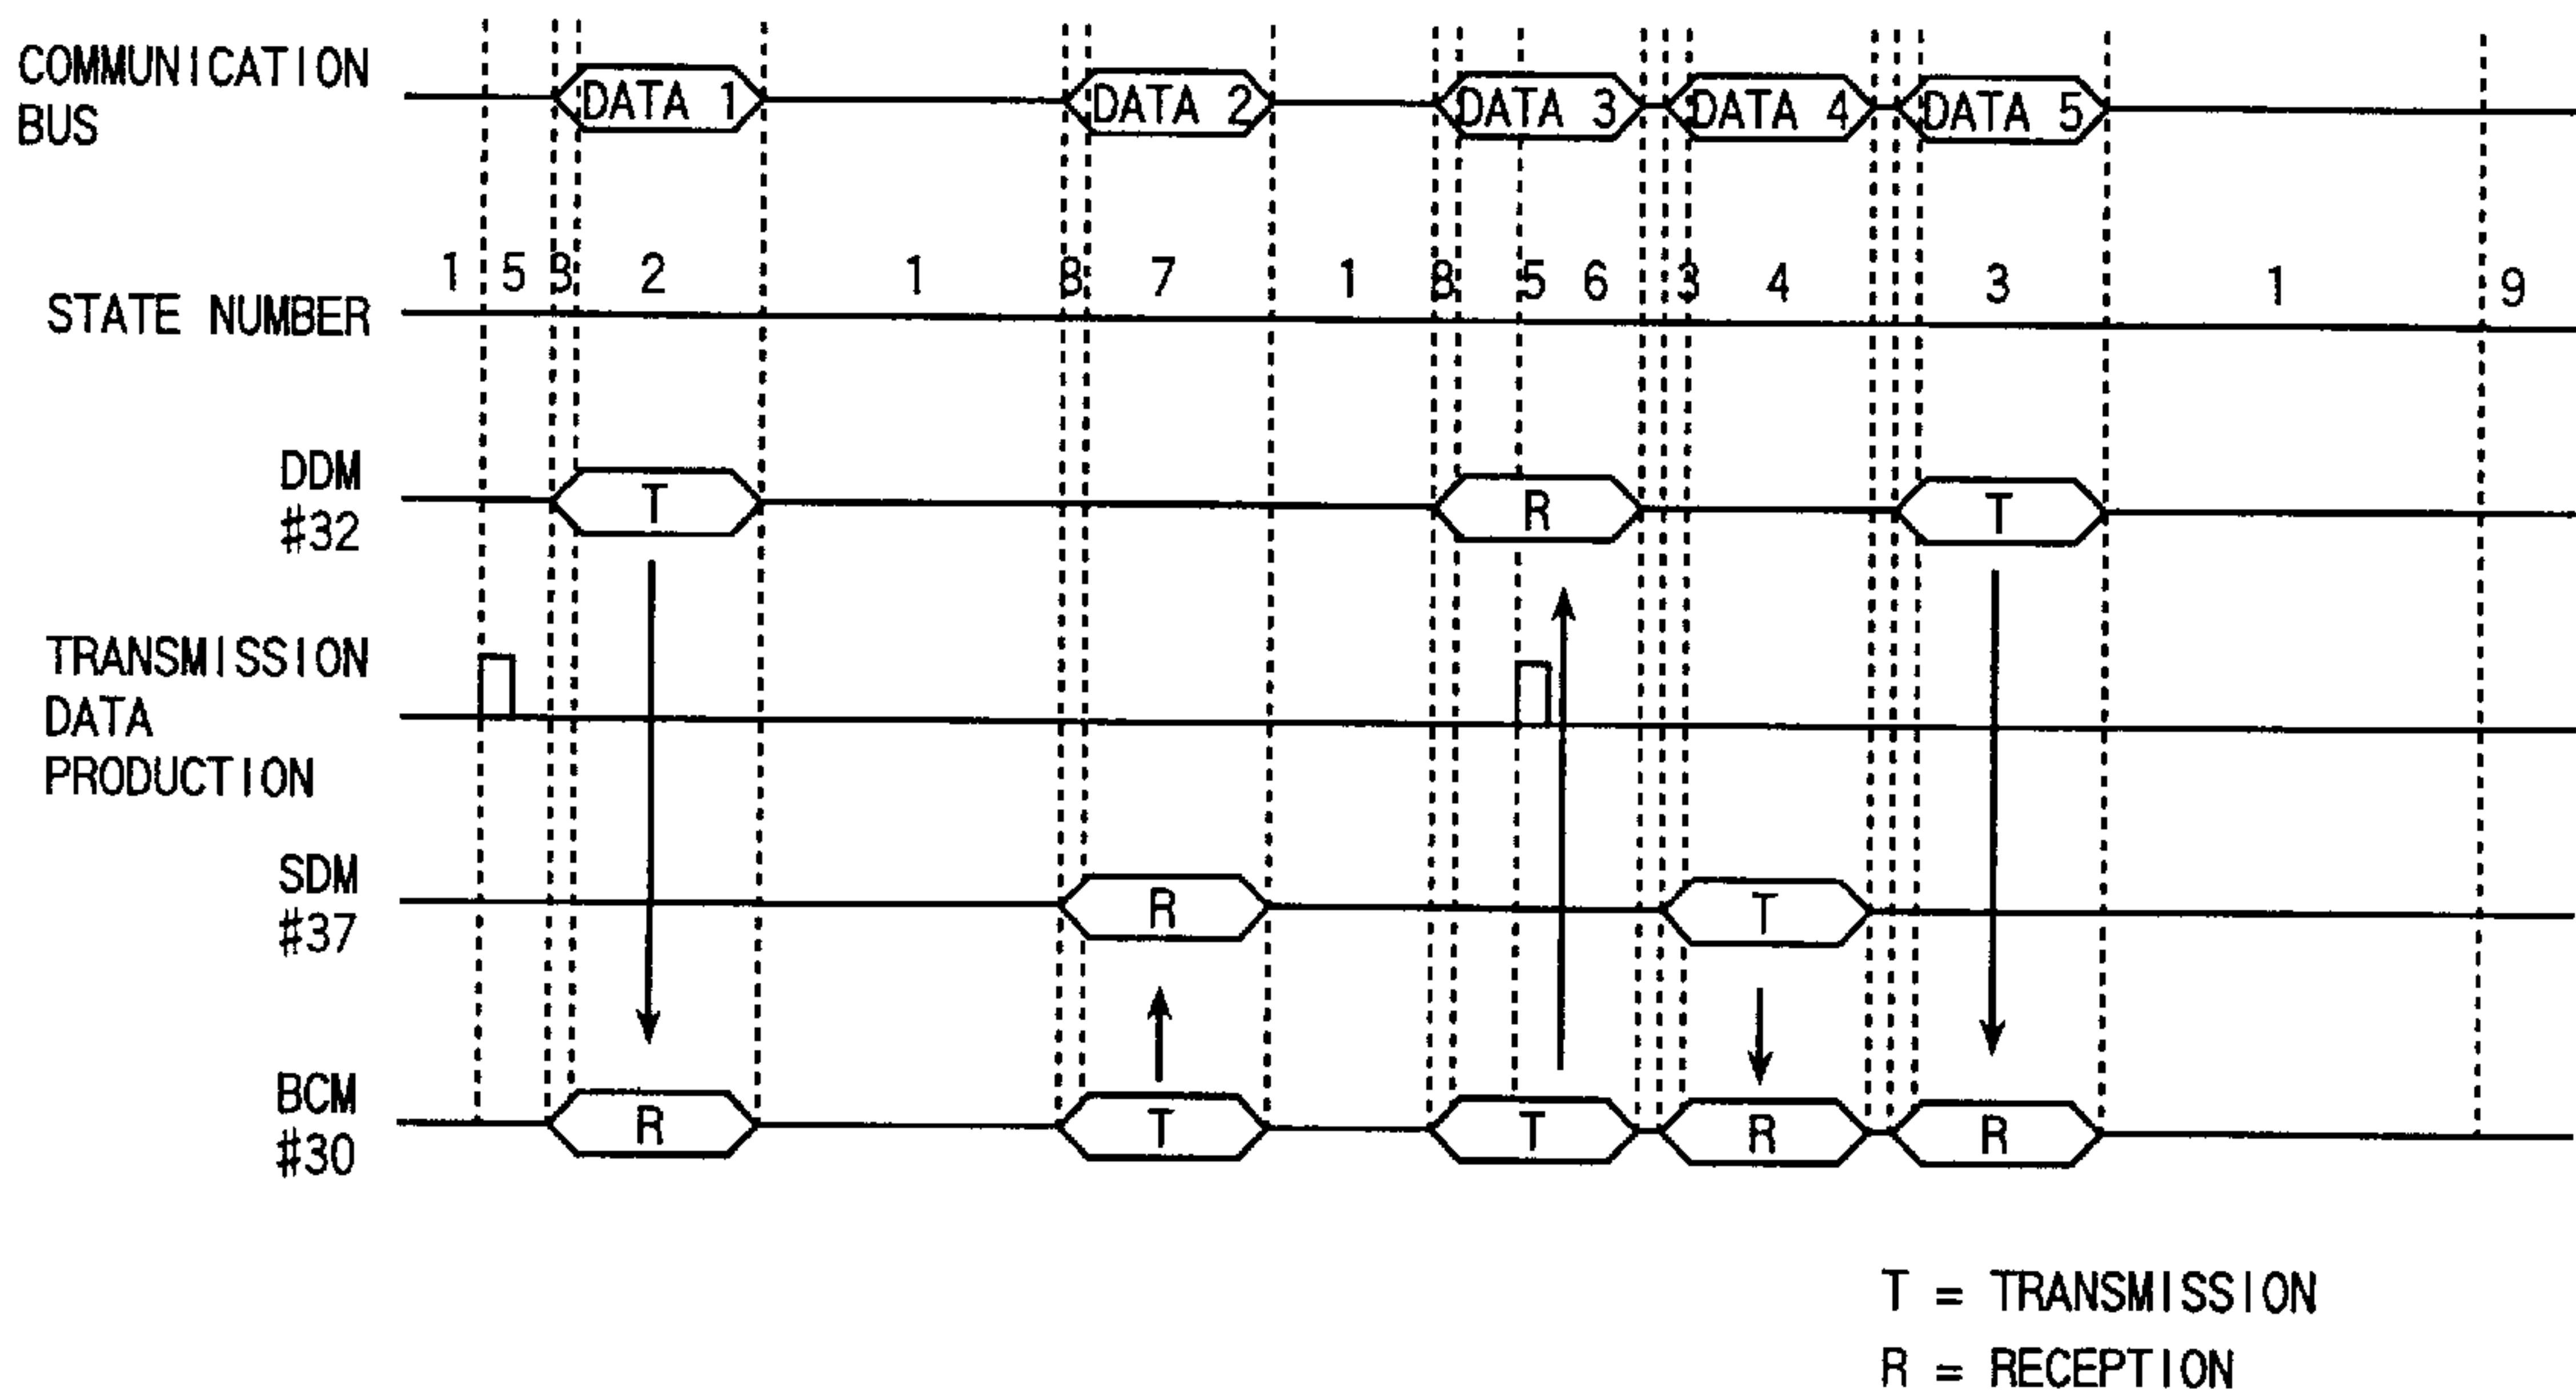 COMMUNICATION
BUS
DATA 1 DATA 2 DATA 3 DATA 4 DATA 5
1 5 8 2 1 8 7 1 8 5 6 3 4 3 1 9
STATE NUMBER
DDM
#32
T R T
TRANSMISSION
DATA
PRODUCTION
SDM
#37
R T
BCM
#30
R T T R R
T = TRANSMISSION
R = RECEPTION